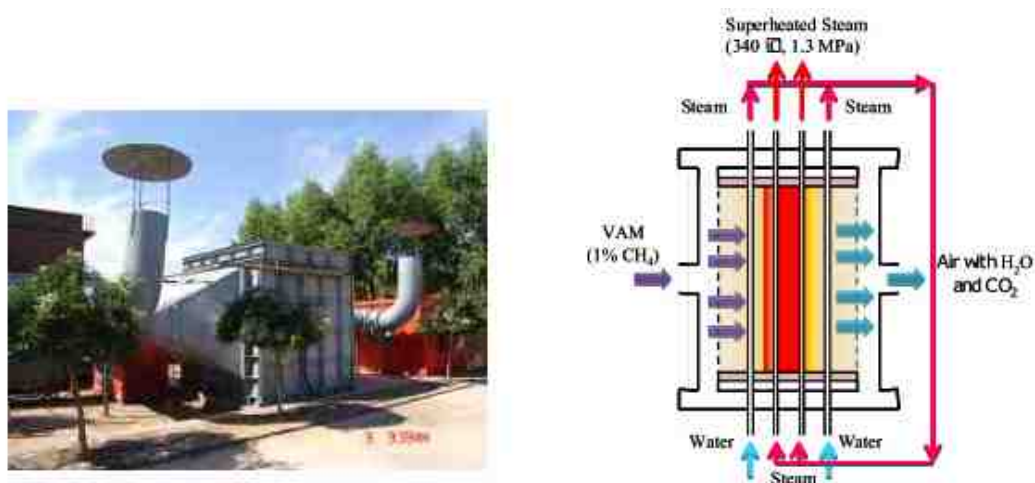 Superheated Steam
(340 ℃, 1.3 MPa)
Steam
Steam
VAM
(1% CH₄)
Air with H₂O
and CO₂
Water
Water
Steam